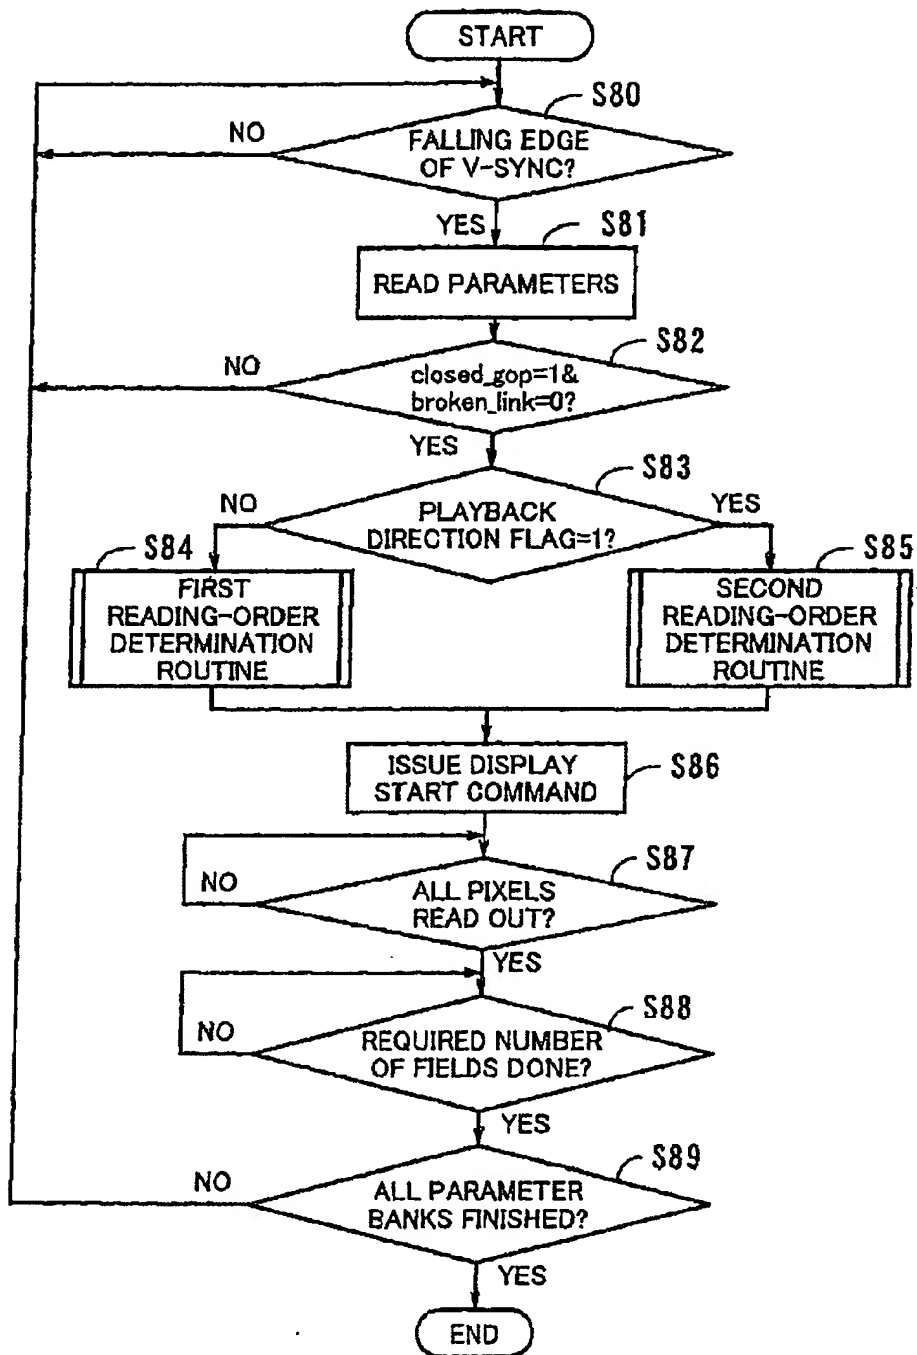 START
S80
NO
FALLING EDGE
OF V-SYNC?
YES
S81
READ PARAMETERS
S82
NO
closed_gop=1&
broken_link=0?
YES
S83
NO
PLAYBACK
DIRECTION FLAG=1?
YES
S84
FIRST
READING-ORDER
DETERMINATION
ROUTINE
S85
SECOND
READING-ORDER
DETERMINATION
ROUTINE
ISSUE DISPLAY
START COMMAND
S86
S87
NO
ALL PIXELS
READ OUT?
YES
S88
NO
REQUIRED NUMBER
OF FIELDS DONE?
YES
S89
NO
ALL PARAMETER
BANKS FINISHED?
YES
END